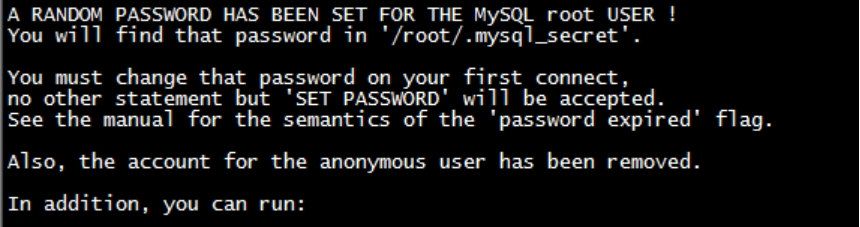 A RANDOM PASSWORD HAS BEEN SET FOR THE MySQL root USER !
You will find that password in '/root/.mysql_secret'.
You must change that password on your first connect,
no other statement but 'SET PASSWORD' will be accepted.
See the manual for the semantics of the 'password expired' flag.
Also, the account for the anonymous user has been removed.
In addition, you can run: